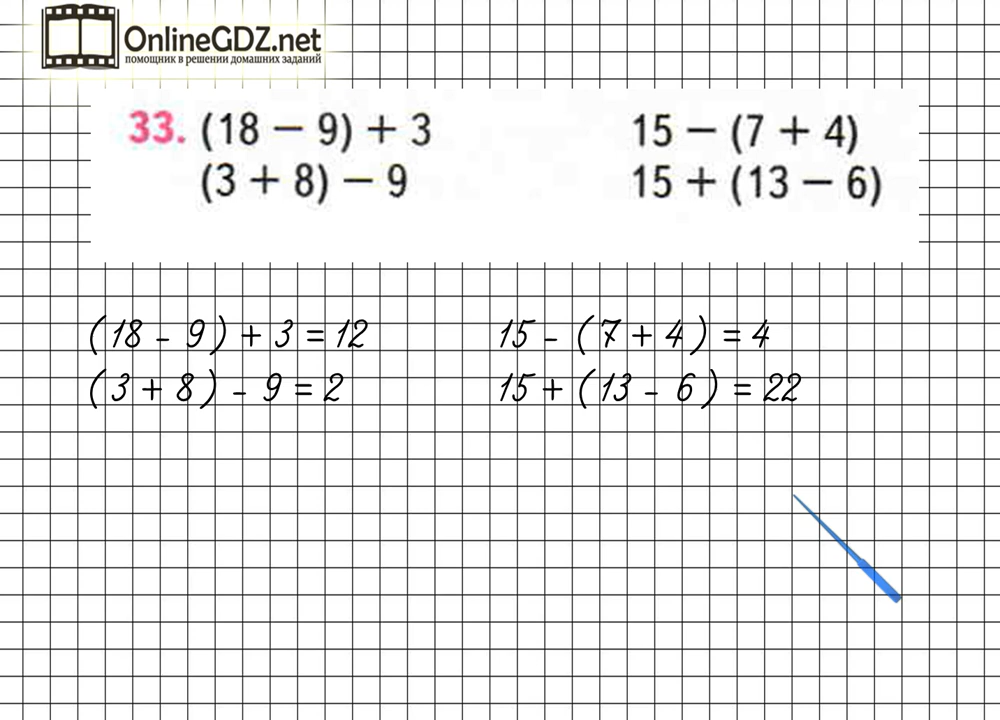 OnlineGDZ.net
помощник в решении домашних заданий
33. (18 − 9) + 3 15 − (7 + 4)
(3 + 8) − 9 15 + (13 − 6)
(18 - 9) + 3 = 12 15 - (7 + 4) = 4
(3 + 8) - 9 = 2 15 + (13 - 6) = 22